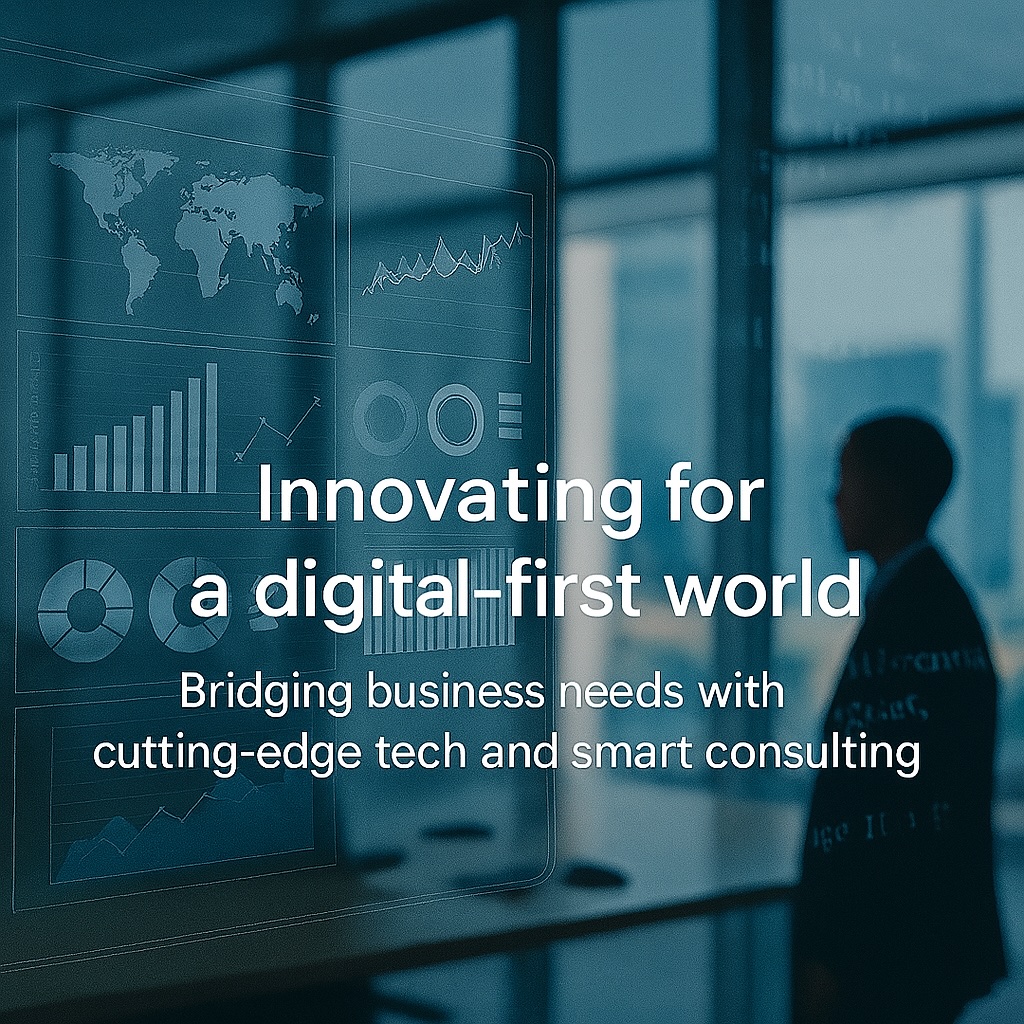 Innovating for
a digital-first world
Bridging business needs with
cutting-edge tech and smart consulting